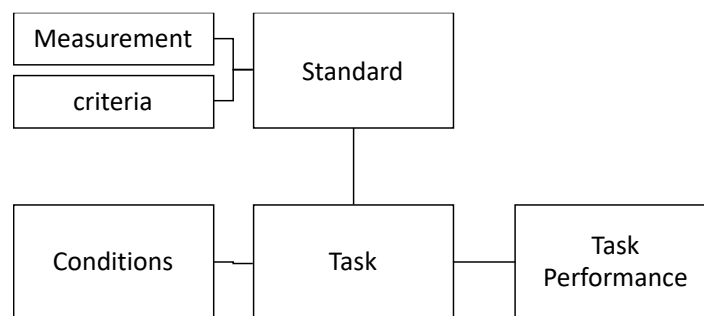 Measurement
Standard
criteria
Conditions
Task
Task
Performance